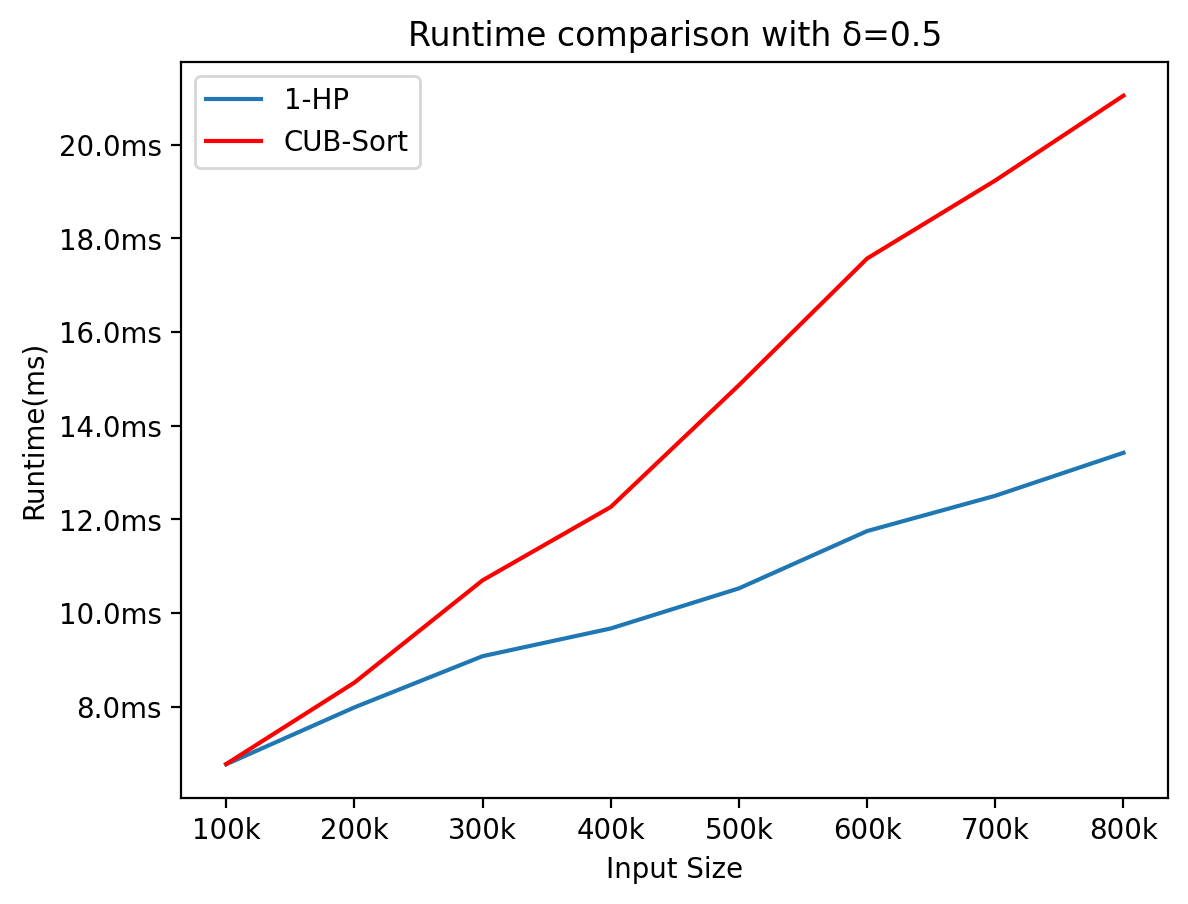 Runtime comparison with δ=0.5
1-HP
CUB-Sort
20.0ms
18.0ms
16.0ms
14.0ms
12.0ms
10.0ms
8.0ms
Runtime(ms)
100k 200k 300k 400k 500k 600k 700k 800k
Input Size